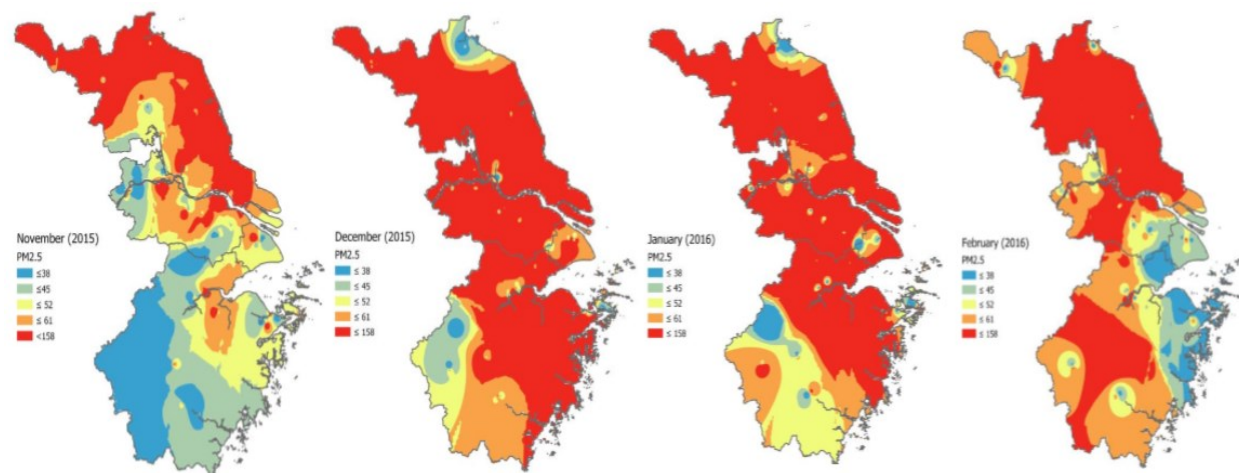 November (2015)
PM2.5
≤38
≤45
≤52
≤61
<158
December (2015)
PM2.5
≤ 38
≤ 45
≤ 52
≤ 61
≤ 158
January (2016)
PM2.5
≤ 38
≤ 45
≤ 52
≤ 61
≤ 158
February (2016)
PM2.5
≤ 38
≤ 45
≤ 52
≤ 61
≤ 158